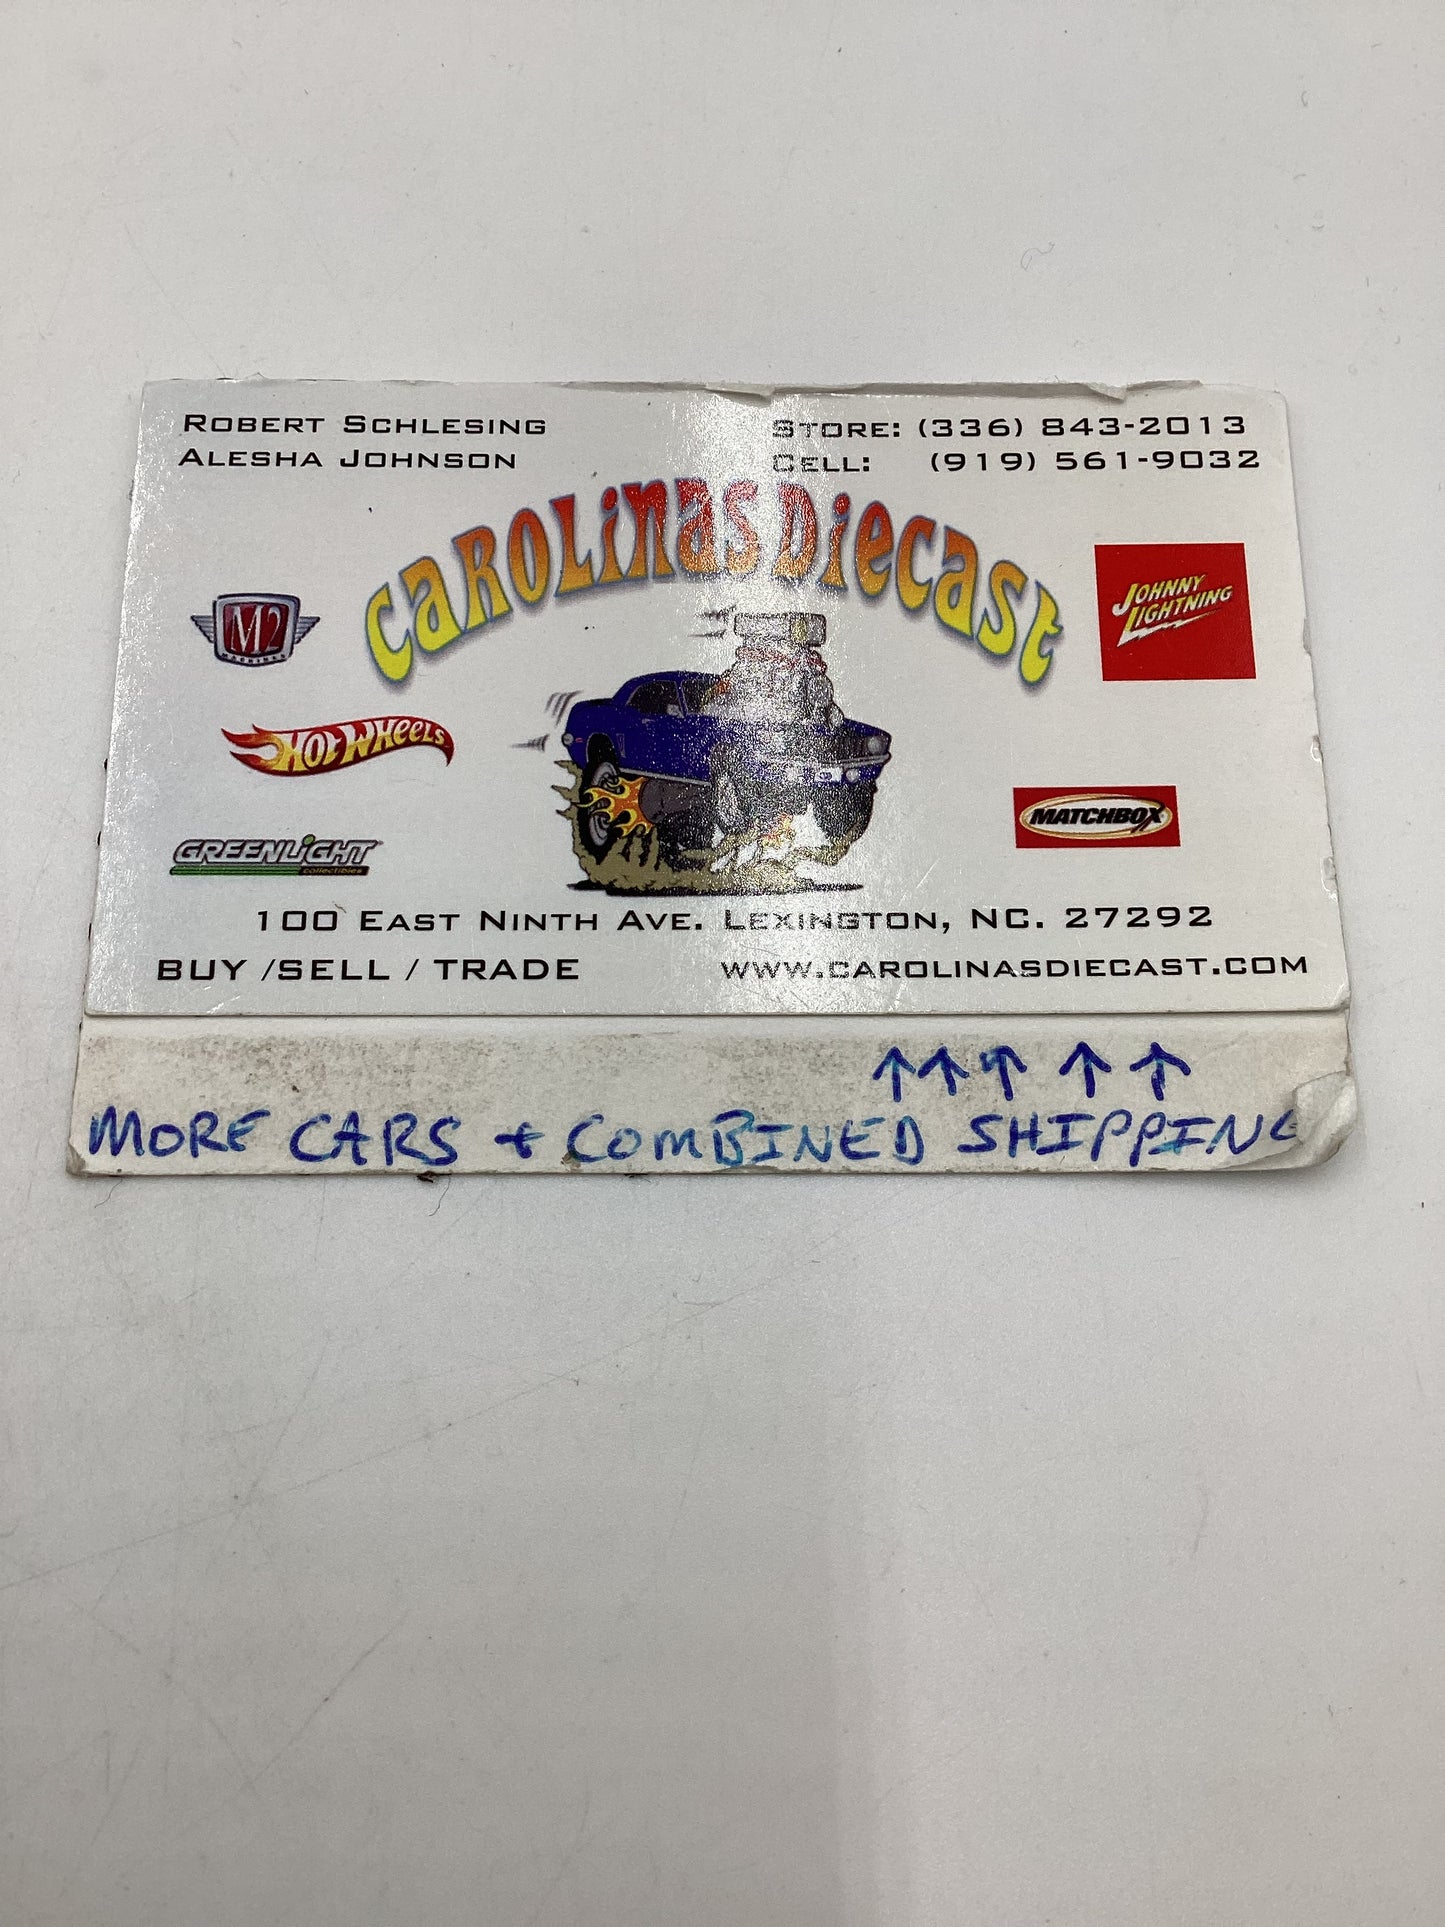 ROBERT SCHLESING
ALESHA JOHNSON
STORE: (336) 843-2013
CELL: (919) 561-9032
CAROLINAS DIECAST
M2
MACHINES
JOHNNY
LIGHTNING
HOT WHEELS
MATCHBOX
GREENLIGHT
collectibles
100 EAST NINTH AVE. LEXINGTON, NC. 27292
BUY /SELL / TRADE
WWW.CAROLINASDIECAST.COM
↑ ↑ ↑ ↑ ↑
MORE CARS + COMBINED SHIPPING